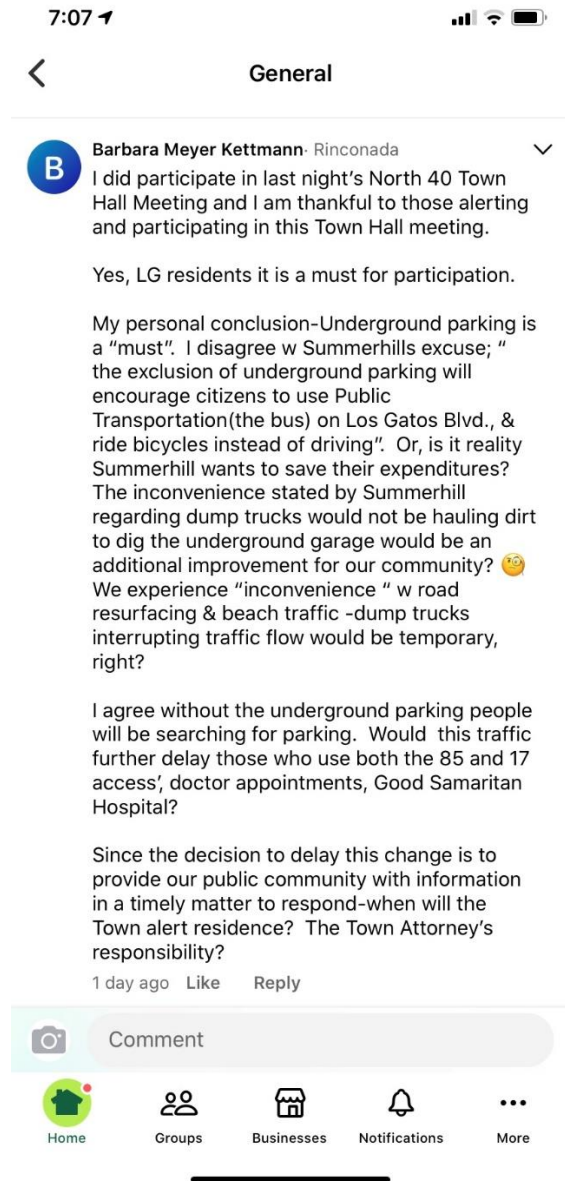 7:07
General
B
Barbara Meyer Kettmann· Rinconada
I did participate in last night's North 40 Town
Hall Meeting and I am thankful to those alerting
and participating in this Town Hall meeting.
Yes, LG residents it is a must for participation.
My personal conclusion-Underground parking is
a “must”.  I disagree w Summerhills excuse; “
the exclusion of underground parking will
encourage citizens to use Public
Transportation(the bus) on Los Gatos Blvd., &
ride bicycles instead of driving”.  Or, is it reality
Summerhill wants to save their expenditures?
The inconvenience stated by Summerhill
regarding dump trucks would not be hauling dirt
to dig the underground garage would be an
additional improvement for our community? 🧐
We experience “inconvenience “ w road
resurfacing & beach traffic -dump trucks
interrupting traffic flow would be temporary,
right?
I agree without the underground parking people
will be searching for parking.  Would  this traffic
further delay those who use both the 85 and 17
access’, doctor appointments, Good Samaritan
Hospital?
Since the decision to delay this change is to
provide our public community with information
in a timely matter to respond-when will the
Town alert residence?  The Town Attorney’s
responsibility?
1 day ago Like Reply
Comment
Home Groups Businesses Notifications More